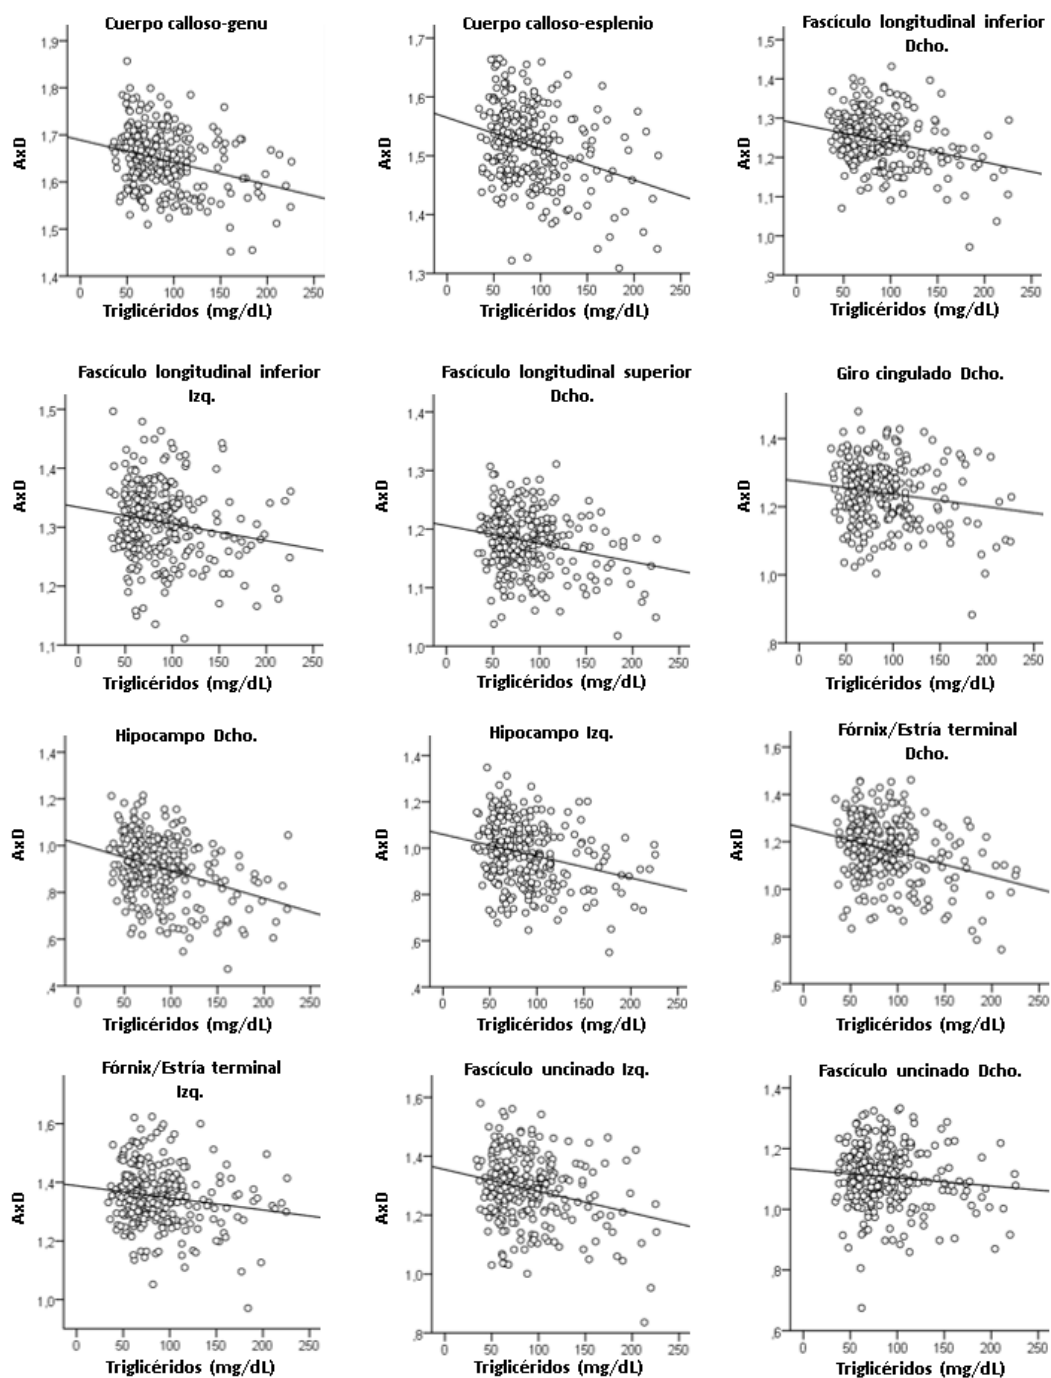 Cuerpo calloso-genu
1,9
1,8
1,7
1,6
1,5
1,4
AxD
0 50 100 150 200 250
Triglicéridos (mg/dL)
Cuerpo calloso-esplenio
1,7
1,6
1,5
1,4
1,3
AxD
0 50 100 150 200 250
Triglicéridos (mg/dL)
Fascículo longitudinal inferior
Dcho.
1,5
1,4
1,3
1,2
1,1
1,0
,9
AxD
0 50 100 150 200 250
Triglicéridos (mg/dL)
Fascículo longitudinal inferior
Izq.
1,5
1,4
1,3
1,2
1,1
AxD
0 50 100 150 200 250
Triglicéridos (mg/dL)
Fascículo longitudinal superior
Dcho.
1,4
1,3
1,2
1,1
1,0
AxD
0 50 100 150 200 250
Triglicéridos (mg/dL)
Giro cingulado Dcho.
1,4
1,2
1,0
,8
AxD
0 50 100 150 200 250
Triglicéridos (mg/dL)
Hipocampo Dcho.
1,4
1,2
1,0
,8
,6
,4
AxD
0 50 100 150 200 250
Triglicéridos (mg/dL)
Hipocampo Izq.
1,4
1,2
1,0
,8
,6
,4
AxD
0 50 100 150 200 250
Triglicéridos (mg/dL)
Fórnix/Estría terminal
Dcho.
1,6
1,4
1,2
1,0
,8
,6
AxD
0 50 100 150 200 250
Triglicéridos (mg/dL)
Fórnix/Estría terminal
Izq.
1,6
1,4
1,2
1,0
AxD
0 50 100 150 200 250
Triglicéridos (mg/dL)
Fascículo uncinado Izq.
1,6
1,4
1,2
1,0
,8
AxD
0 50 100 150 200 250
Triglicéridos (mg/dL)
Fascículo uncinado Dcho.
1,4
1,2
1,0
,8
,6
AxD
0 50 100 150 200 250
Triglicéridos (mg/dL)